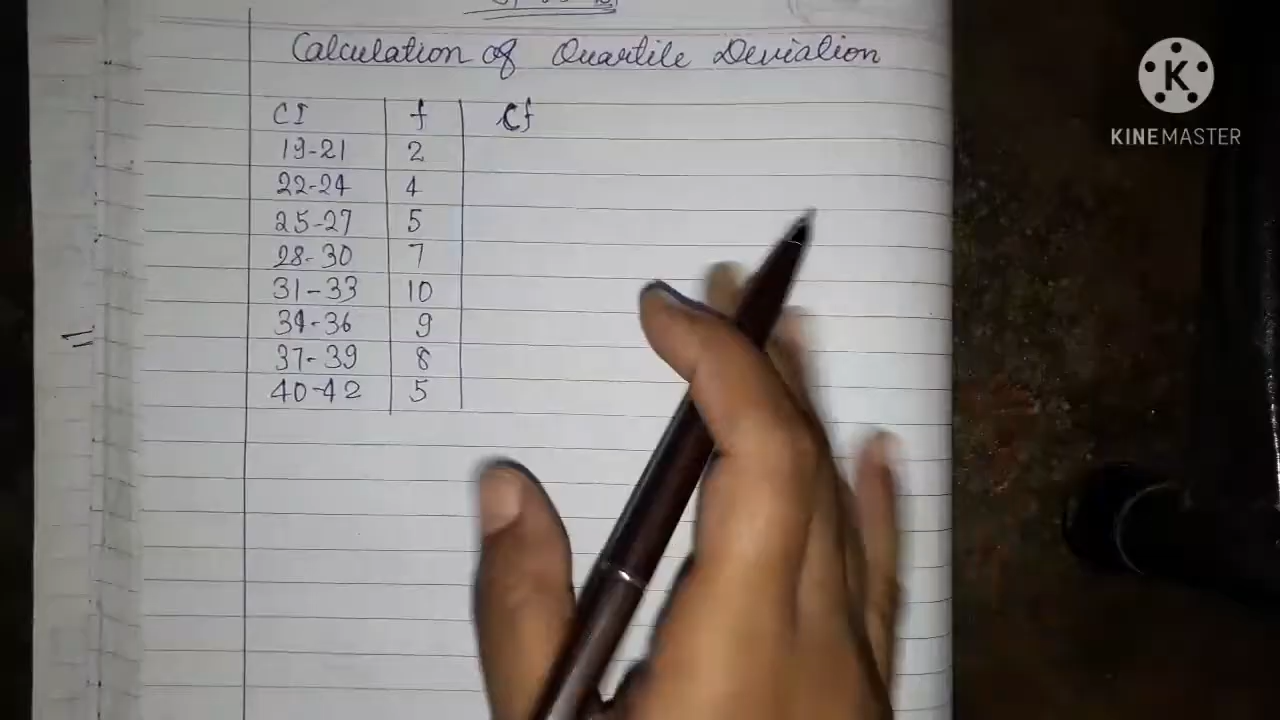 Calculation of Quartile Deviation
CI f Cf
19-21 2
22-24 4
25-27 5
28-30 7
31-33 10
34-36 9
37-39 8
40-42 5
K
KINEMASTER